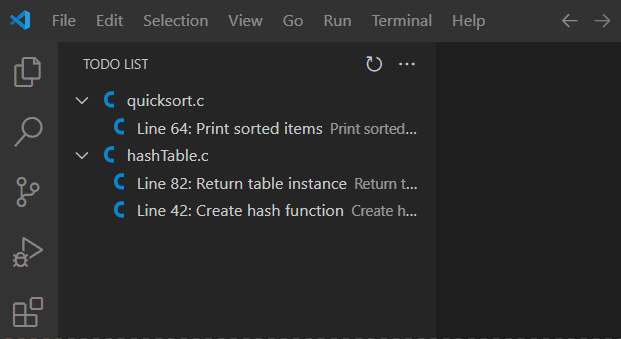 File Edit Selection View Go Run Terminal Help
TODO LIST
quicksort.c
Line 64: Print sorted items Print sorted...
hashTable.c
Line 82: Return table instance Return t...
Line 42: Create hash function Create h...